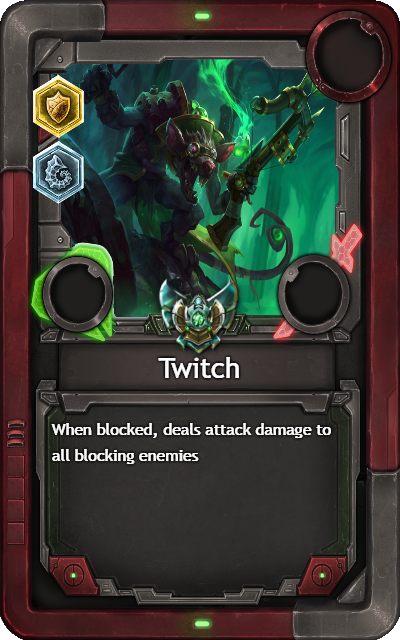 Twitch
When blocked, deals attack damage to
all blocking enemies